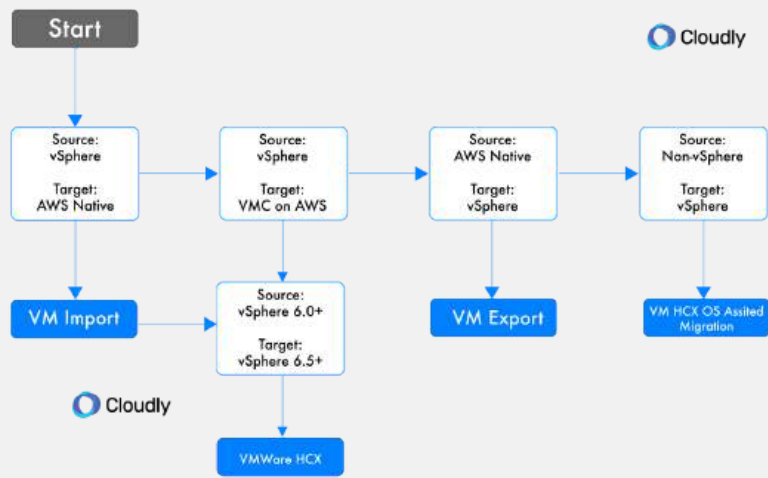 Start
Cloudly
Source:
vSphere
Target:
AWS Native
Source:
vSphere
Target:
VMC on AWS
Source:
AWS Native
Target:
vSphere
Source:
Non-vSphere
Target:
vSphere
VM Import
Source:
vSphere 6.0+
Target:
vSphere 6.5+
VM Export
VM HCX OS Assited
Migration
Cloudly
VMWare HCX